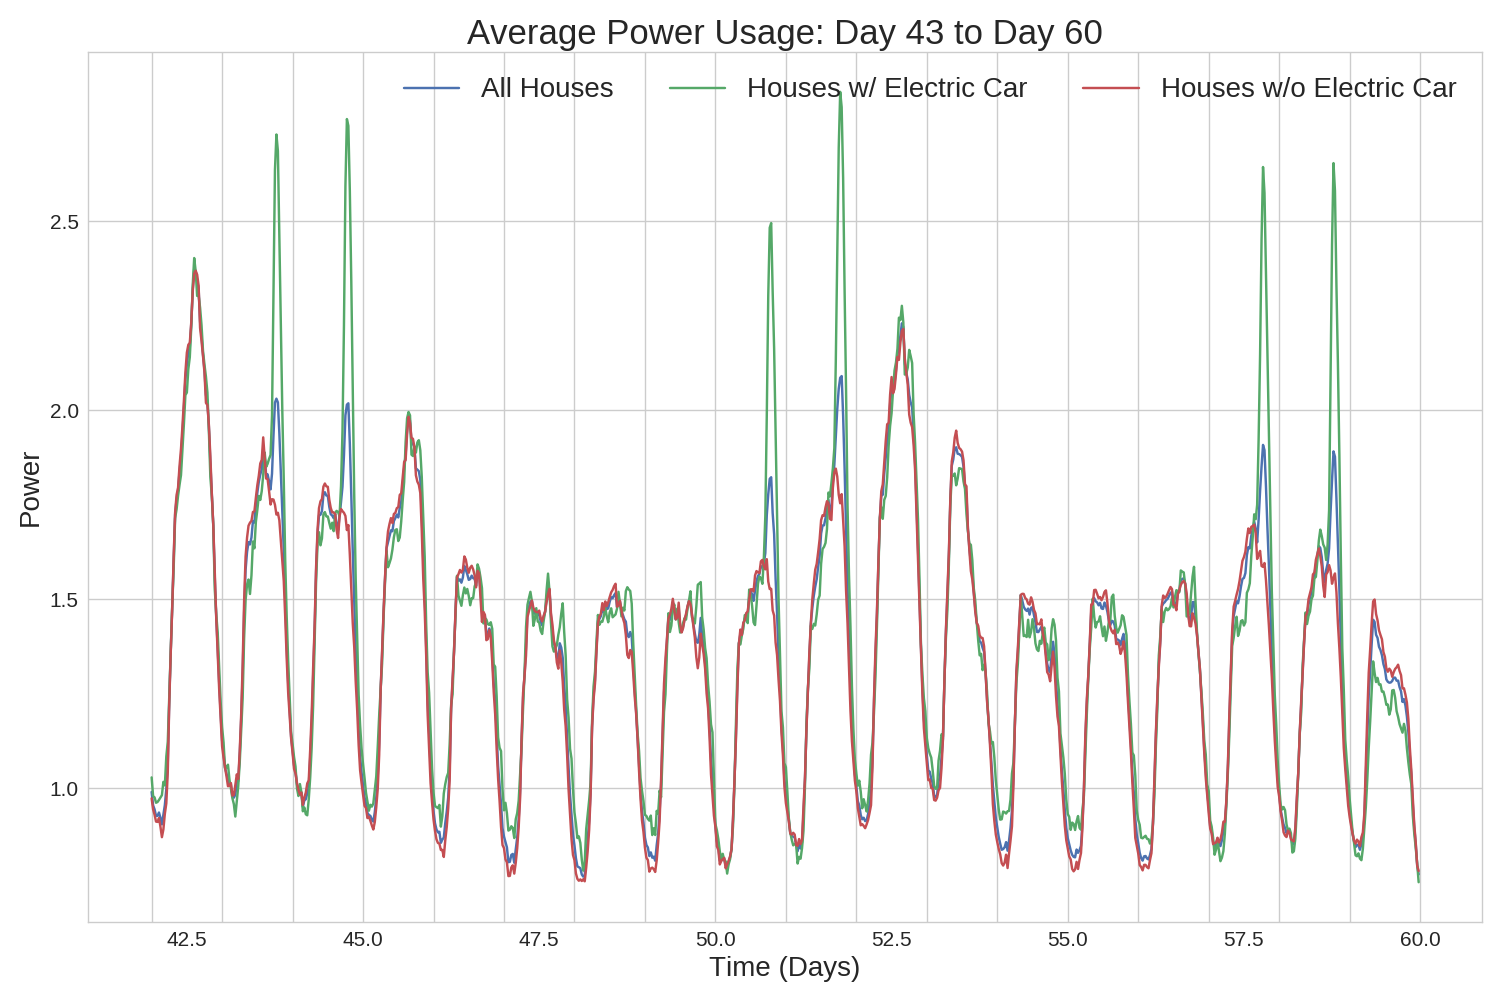 Average Power Usage: Day 43 to Day 60
All Houses
Houses w/ Electric Car
Houses w/o Electric Car
Power
2.5
2.0
1.5
1.0
42.5
45.0
47.5
50.0
52.5
55.0
57.5
60.0
Time (Days)